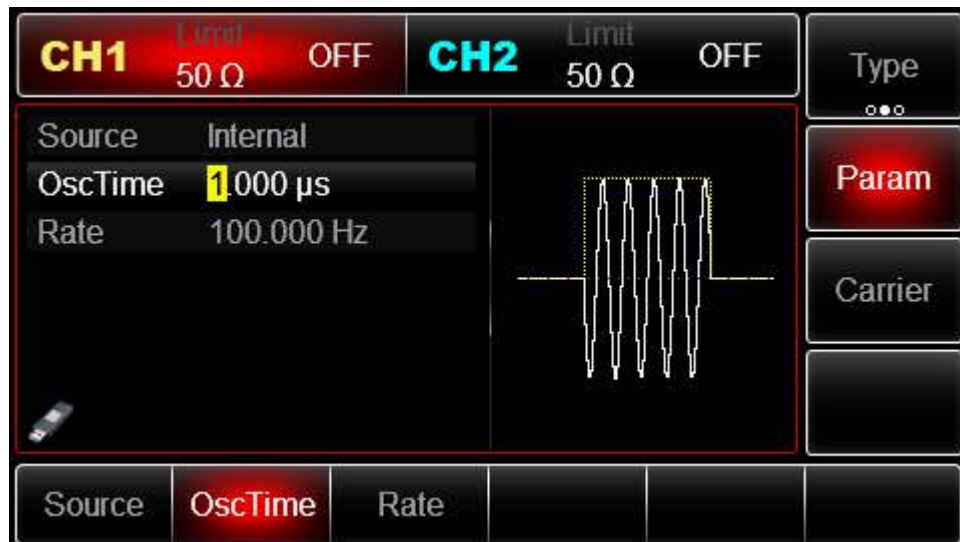 CH1 Limit 50 Ω OFF
CH2 Limit 50 Ω OFF
Type
Source Internal
OscTime 1.000 µs
Rate 100.000 Hz
Param
Carrier
Source OscTime Rate